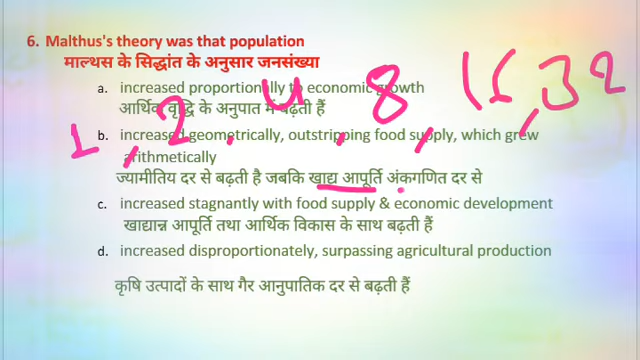 6. Malthus's theory was that population
माल्थस के सिद्धांत के अनुसार जनसंख्या
a. increased proportionally to economic growth
आर्थिक वृद्धि के अनुपात में बढ़ती हैं
b. increased geometrically, outstripping food supply, which grew
arithmetically
ज्यामीतिय दर से बढ़ती है जबकि खाद्य आपूर्ति अंकगणित दर से
c. increased stagnantly with food supply & economic development
खाद्यान्न आपूर्ति तथा आर्थिक विकास के साथ बढ़ती हैं
d. increased disproportionately, surpassing agricultural production
कृषि उत्पादों के साथ गैर आनुपातिक दर से बढ़ती हैं
1, 2, 4, 8, 16, 32